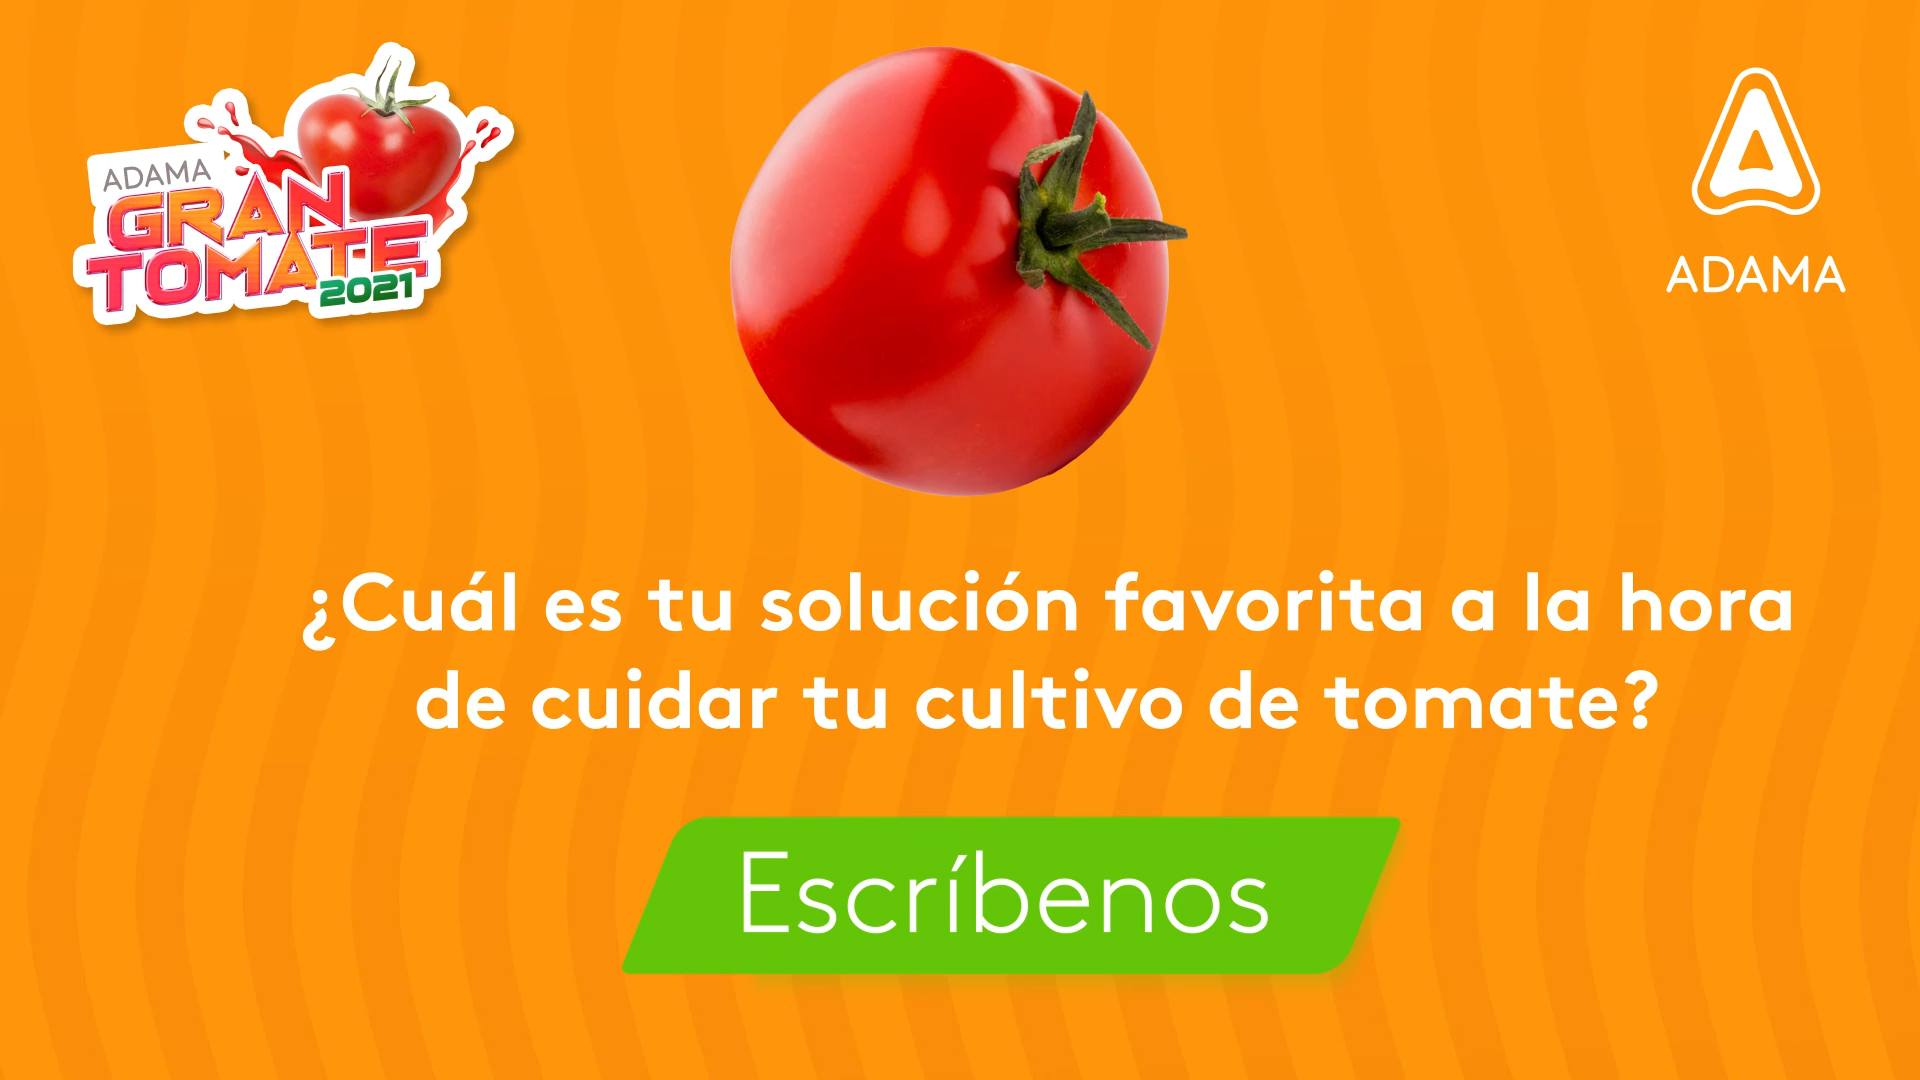 ADAMA
GRAN
TOMATE
2021
ADAMA
¿Cuál es tu solución favorita a la hora
de cuidar tu cultivo de tomate?
Escríbenos